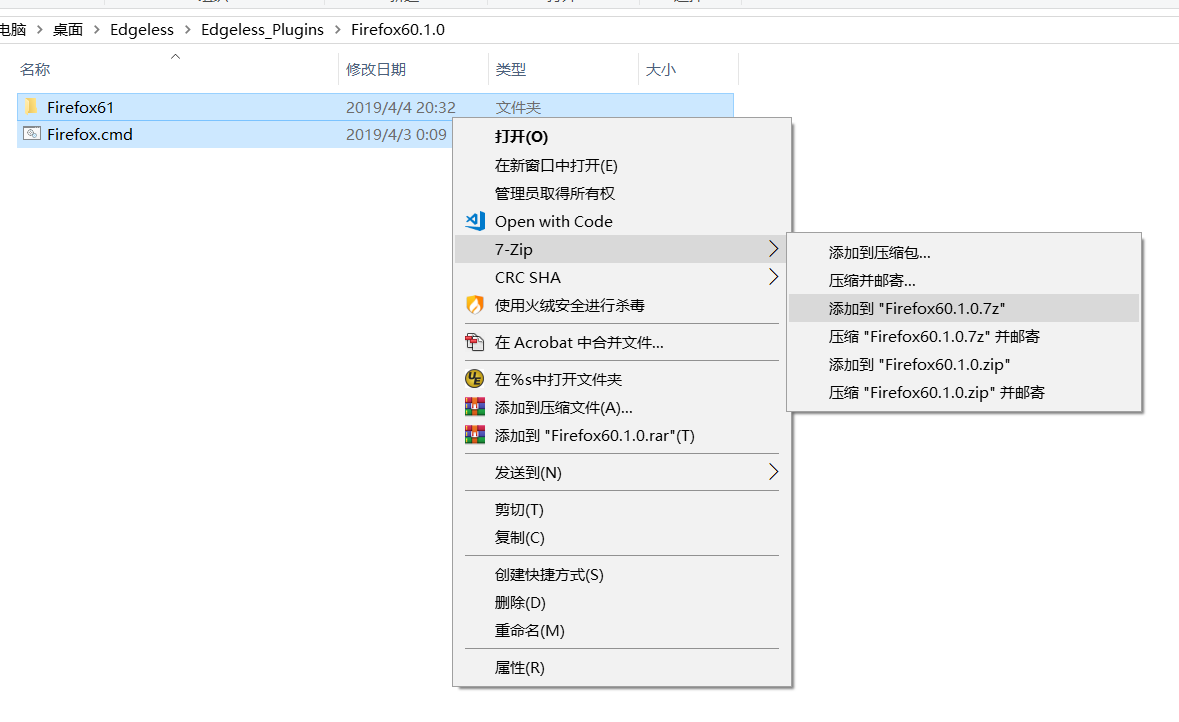 电脑 > 桌面 > Edgeless > Edgeless_Plugins > Firefox60.1.0
名称 修改日期 类型 大小
Firefox61 2019/4/4 20:32 文件夹
Firefox.cmd 2019/4/3 0:09
打开(O)
在新窗口中打开(E)
管理员取得所有权
Open with Code
7-Zip
CRC SHA
使用火绒安全进行杀毒
在 Acrobat 中合并文件...
在%s中打开文件夹
添加到压缩文件(A)...
添加到 "Firefox60.1.0.rar"(T)
发送到(N)
剪切(T)
复制(C)
创建快捷方式(S)
删除(D)
重命名(M)
属性(R)
添加到压缩包...
压缩并邮寄...
添加到 "Firefox60.1.0.7z"
压缩 "Firefox60.1.0.7z" 并邮寄
添加到 "Firefox60.1.0.zip"
压缩 "Firefox60.1.0.zip" 并邮寄